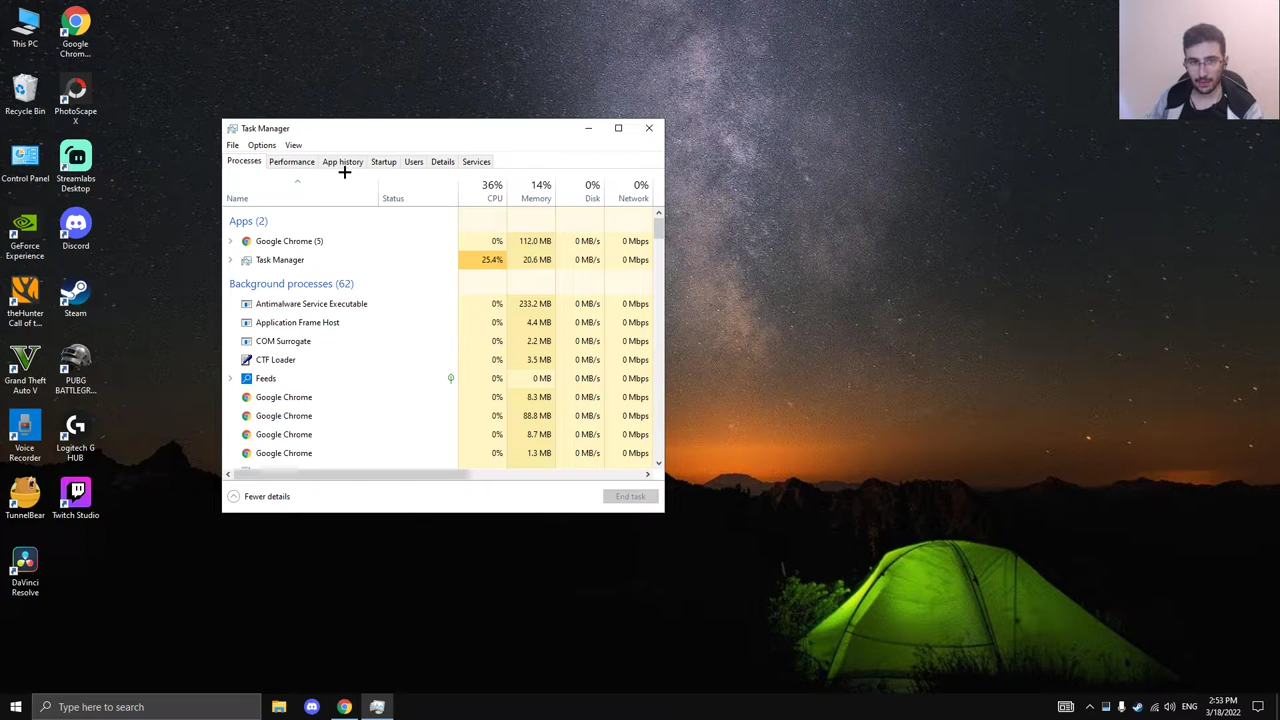 This PC
Google Chrom...
Recycle Bin
PhotoScape X
Control Panel
Streamlabs Desktop
GeForce Experience
Discord
theHunter Call of t...
Steam
Grand Theft Auto V
PUBG BATTLEGR...
Voice Recorder
Logitech G HUB
TunnelBear
Twitch Studio
DaVinci Resolve
Task Manager
File Options View
Processes Performance App history Startup Users Details Services
36% 14% 0% 0%
Name Status CPU Memory Disk Network
Apps (2)
Google Chrome (5) 0% 112.0 MB 0 MB/s 0 Mbps
Task Manager 25.4% 20.6 MB 0 MB/s 0 Mbps
Background processes (62)
Antimalware Service Executable 0% 233.2 MB 0 MB/s 0 Mbps
Application Frame Host 0% 4.4 MB 0 MB/s 0 Mbps
COM Surrogate 0% 2.2 MB 0 MB/s 0 Mbps
CTF Loader 0% 3.5 MB 0 MB/s 0 Mbps
Feeds 0% 0 MB 0 MB/s 0 Mbps
Google Chrome 0% 8.3 MB 0 MB/s 0 Mbps
Google Chrome 0% 88.8 MB 0 MB/s 0 Mbps
Google Chrome 0% 8.7 MB 0 MB/s 0 Mbps
Google Chrome 0% 1.3 MB 0 MB/s 0 Mbps
Fewer details End task
Type here to search
ENG
2:53 PM
3/18/2022